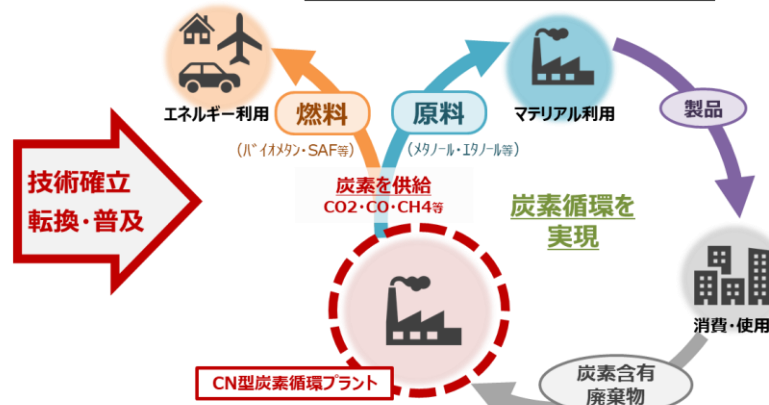 エネルギー利用
燃料
(バイオメタン・SAF等)
原料
(メタノール・エタノール等)
マテリアル利用
製品
技術確立
転換・普及
炭素を供給
CO2・CO・CH4等
炭素循環を
実現
消費・使用
CN型炭素循環プラント
炭素含有
廃棄物